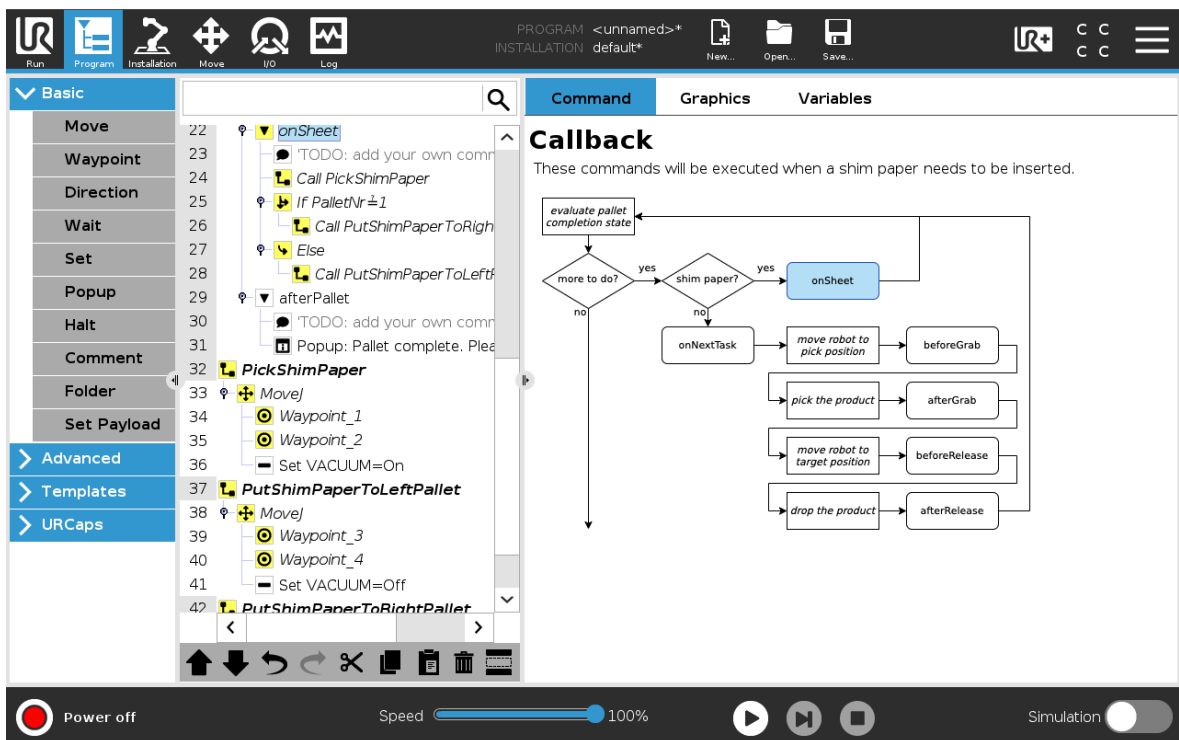 PROGRAM <unnamed>*
INSTALLATION default*
UR
Run
Program
Installation
Move
I/O
Log
New...
Open...
Save...
UR+
C C
C C
Basic
Move
Waypoint
Direction
Wait
Set
Popup
Halt
Comment
Folder
Set Payload
Advanced
Templates
URCaps
22 onSheet
23 'TODO: add your own comm
24 Call PickShimPaper
25 If PalletNr≟1
26 Call PutShimPaperToRigh
27 Else
28 Call PutShimPaperToLeftF
29 afterPallet
30 'TODO: add your own comm
31 Popup: Pallet complete. Plea
32 PickShimPaper
33 MoveJ
34 Waypoint_1
35 Waypoint_2
36 Set VACUUM=On
37 PutShimPaperToLeftPallet
38 MoveJ
39 Waypoint_3
40 Waypoint_4
41 Set VACUUM=Off
42 PutShimPaperToRightPallet
Command Graphics Variables
Callback
These commands will be executed when a shim paper needs to be inserted.
evaluate pallet
completion state
more to do?
yes
shim paper?
yes
onSheet
no
no
onNextTask
move robot to
pick position
beforeGrab
pick the product
afterGrab
move robot to
target position
beforeRelease
drop the product
afterRelease
Power off
Speed
100%
Simulation